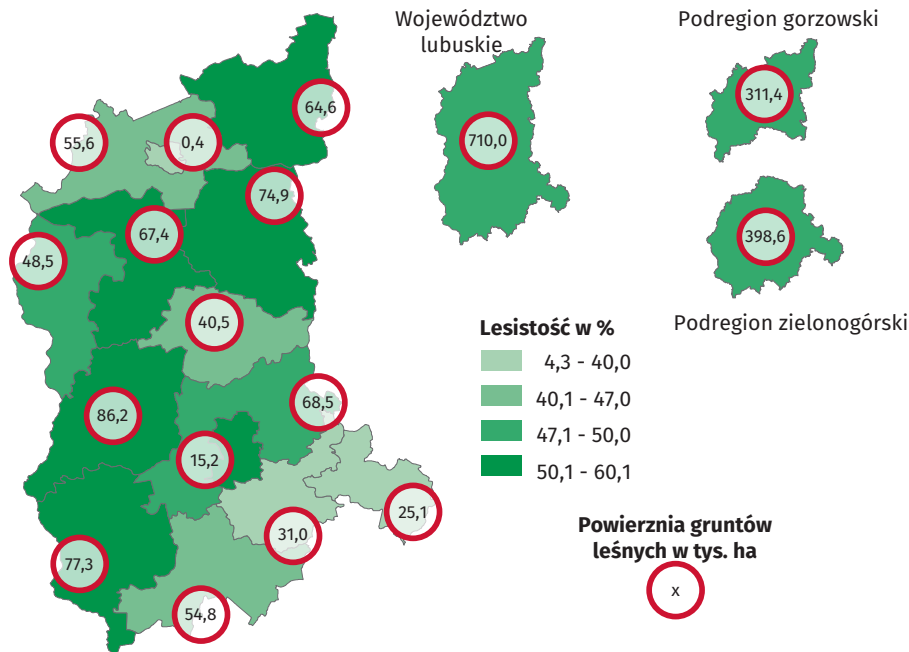 Województwo
lubuskie
Podregion gorzowski
64,6
55,6
0,4
74,9
67,4
48,5
40,5
68,5
86,2
15,2
25,1
31,0
77,3
54,8
710,0
311,4
398,6
Podregion zielonogórski
Lesistość w %
4,3 - 40,0
40,1 - 47,0
47,1 - 50,0
50,1 - 60,1
Powierznia gruntów
leśnych w tys. ha
x